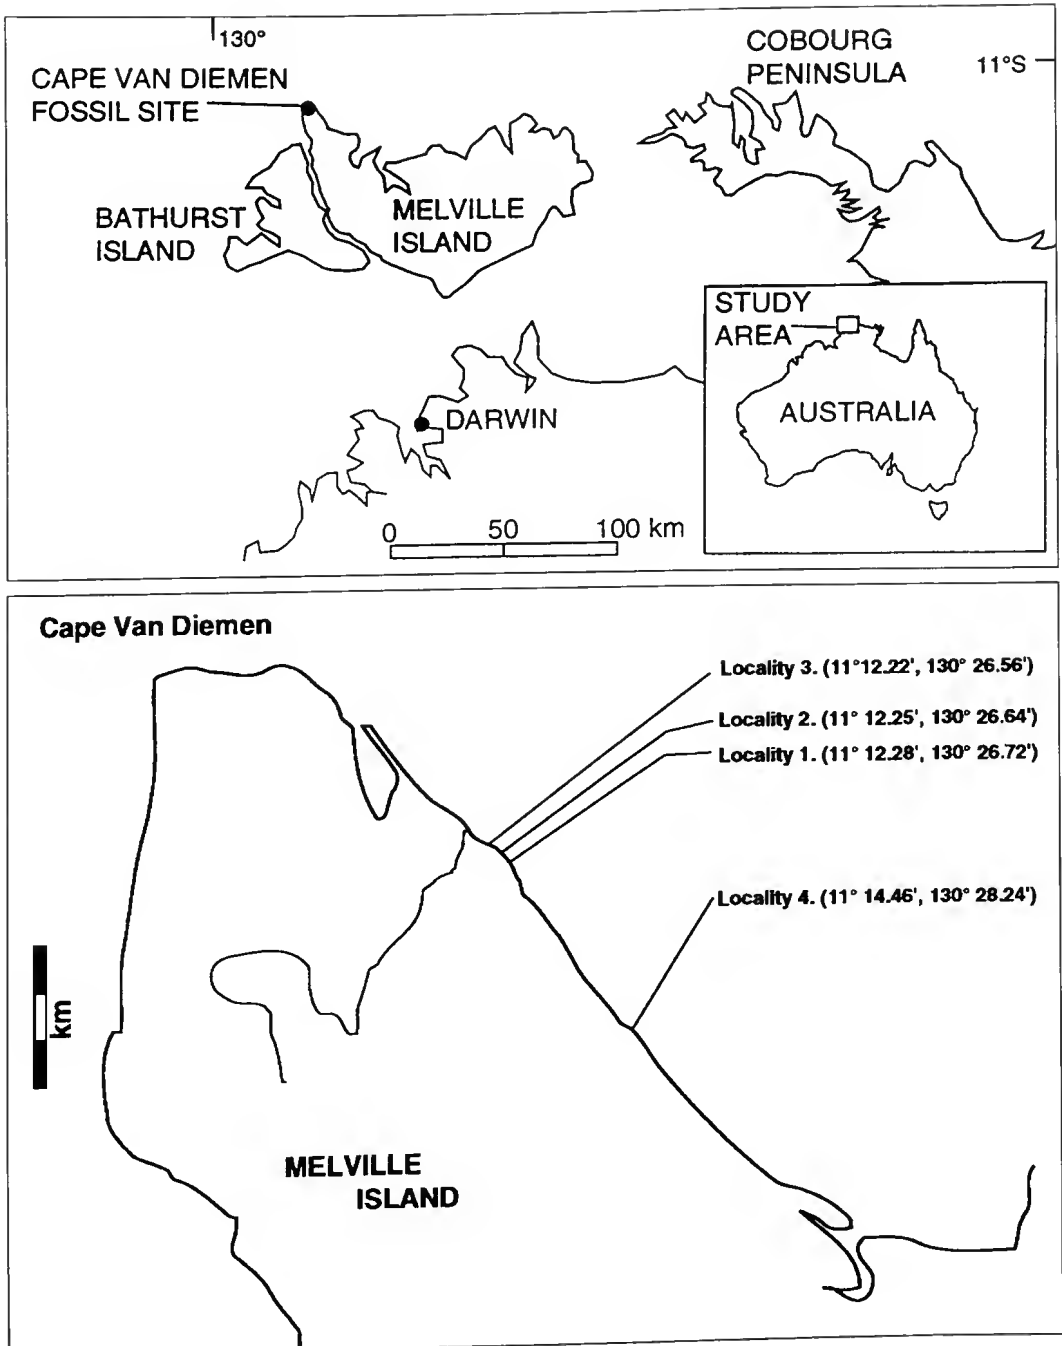 130°
11°S
CAPE VAN DIEMEN
FOSSIL SITE
COBOURG
PENINSULA
BATHURST
ISLAND
MELVILLE
ISLAND
DARWIN
0 50 100 km
STUDY
AREA
AUSTRALIA
Cape Van Diemen
Locality 3. (11°12.22', 130° 26.56')
Locality 2. (11° 12.25', 130° 26.64')
Locality 1. (11° 12.28', 130° 26.72')
Locality 4. (11° 14.46', 130° 28.24')
km
MELVILLE
ISLAND